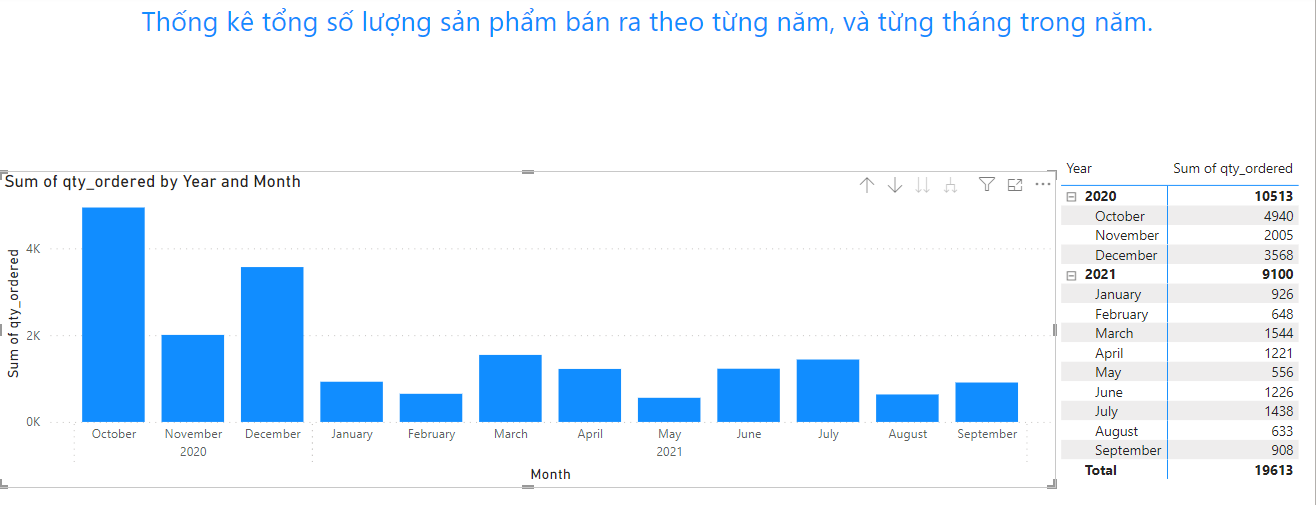 Thống kê tổng số lượng sản phẩm bán ra theo từng năm, và từng tháng trong năm.
Sum of qty_ordered by Year and Month
Sum of qty_ordered
4K
2K
0K
October November December January February March April May June July August September
2020 2021
Month
Year Sum of qty_ordered
2020 10513
October 4940
November 2005
December 3568
2021 9100
January 926
February 648
March 1544
April 1221
May 556
June 1226
July 1438
August 633
September 908
Total 19613